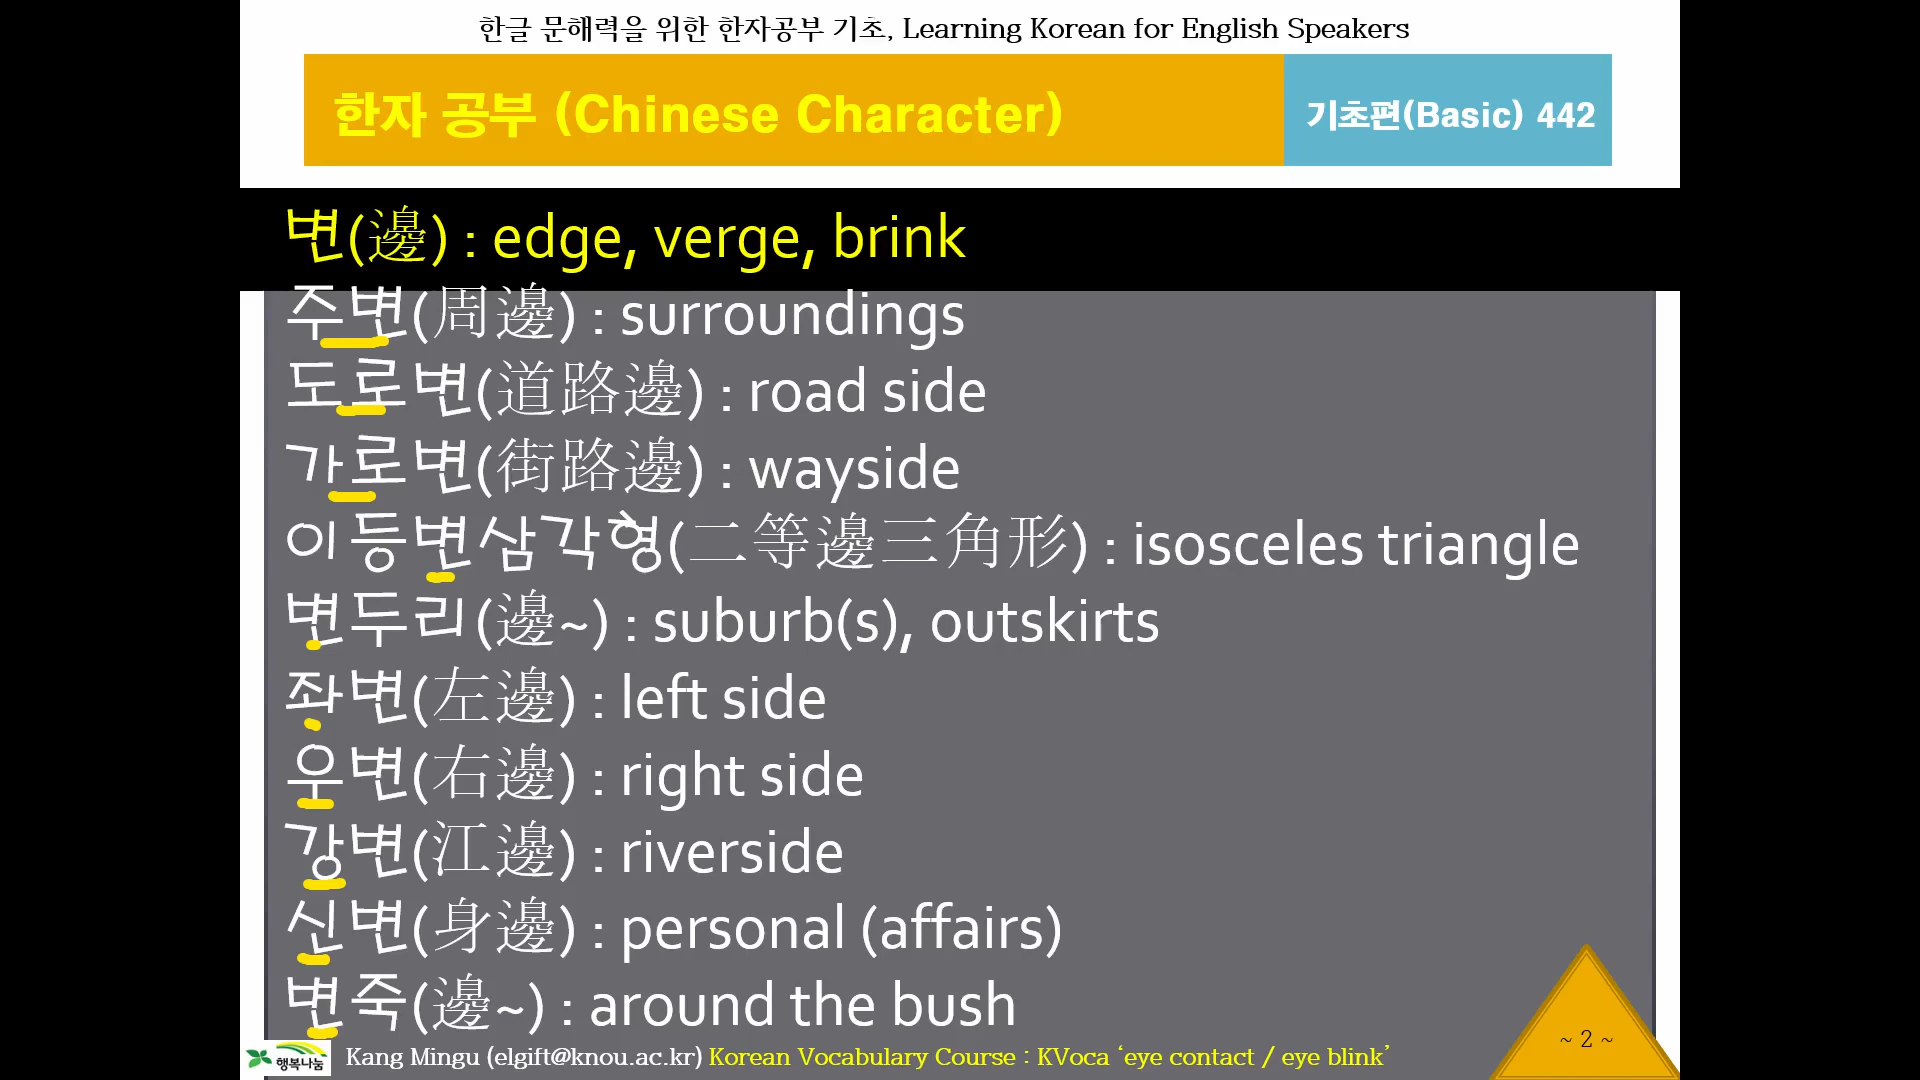 한글 문해력을 위한 한자공부 기초, Learning Korean for English Speakers
한자 공부 (Chinese Character)
기초편(Basic) 442
변(邊) : edge, verge, brink
주변(周邊) : surroundings
도로변(道路邊) : road side
가로변(街路邊) : wayside
이등변삼각형(二等邊三角形) : isosceles triangle
변두리(邊~) : suburb(s), outskirts
좌변(左邊) : left side
우변(右邊) : right side
강변(江邊) : riverside
신변(身邊) : personal (affairs)
변죽(邊~) : around the bush
~ 2 ~
행복나눔
Kang Mingu (elgift@knou.ac.kr) Korean Vocabulary Course : KVoca ‘eye contact / eye blink’